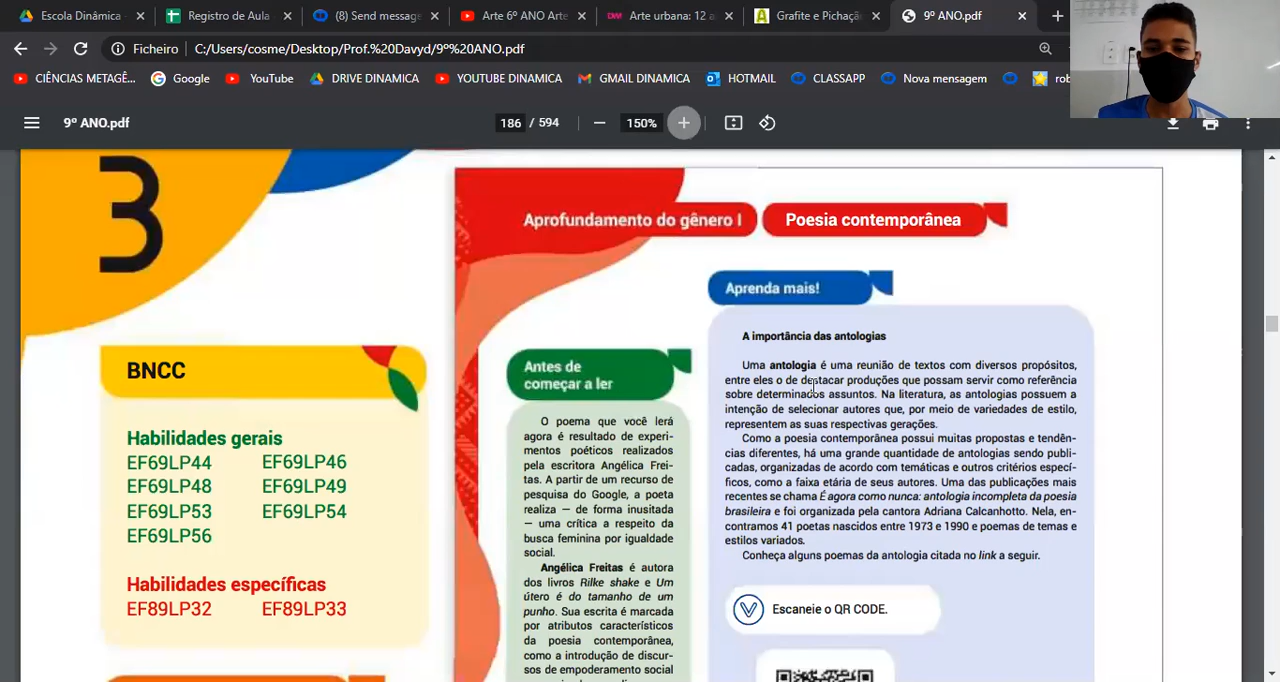 Escola Dinâmica -
Registro de Aula
(8) Send message
Arte 6º ANO Arte
Arte urbana: 12 a
Grafite e Pichaçã
9º ANO.pdf
Ficheiro
C:/Users/cosme/Desktop/Prof.%20Davyd/9º%20ANO.pdf
CIÊNCIAS METAGÊ...
Google
YouTube
DRIVE DINAMICA
YOUTUBE DINAMICA
GMAIL DINAMICA
HOTMAIL
CLASSAPP
Nova mensagem
rob
9º ANO.pdf
186 / 594
150%
3
BNCC
Habilidades gerais
EF69LP44 EF69LP46
EF69LP48 EF69LP49
EF69LP53 EF69LP54
EF69LP56
Habilidades específicas
EF89LP32 EF89LP33
Aprofundamento do gênero I
Poesia contemporânea
Antes de
começar a ler
O poema que você lerá
agora é resultado de experi-
mentos poéticos realizados
pela escritora Angélica Frei-
tas. A partir de um recurso de
pesquisa do Google, a poeta
realiza — de forma inusitada
— uma crítica a respeito da
busca feminina por igualdade
social.
Angélica Freitas é autora
dos livros Rilke shake e Um
útero é do tamanho de um
punho. Sua escrita é marcada
por atributos característicos
da poesia contemporânea,
como a introdução de discur-
sos de empoderamento social
Aprenda mais!
A importância das antologias
Uma antologia é uma reunião de textos com diversos propósitos,
entre eles o de destacar produções que possam servir como referência
sobre determinados assuntos. Na literatura, as antologias possuem a
intenção de selecionar autores que, por meio de variedades de estilo,
representem as suas respectivas gerações.
Como a poesia contemporânea possui muitas propostas e tendên-
cias diferentes, há uma grande quantidade de antologias sendo publi-
cadas, organizadas de acordo com temáticas e outros critérios especí-
ficos, como a faixa etária de seus autores. Uma das publicações mais
recentes se chama É agora como nunca: antologia incompleta da poesia
brasileira e foi organizada pela cantora Adriana Calcanhotto. Nela, en-
contramos 41 poetas nascidos entre 1973 e 1990 e poemas de temas e
estilos variados.
Conheça alguns poemas da antologia citada no link a seguir.
Escaneie o QR CODE.